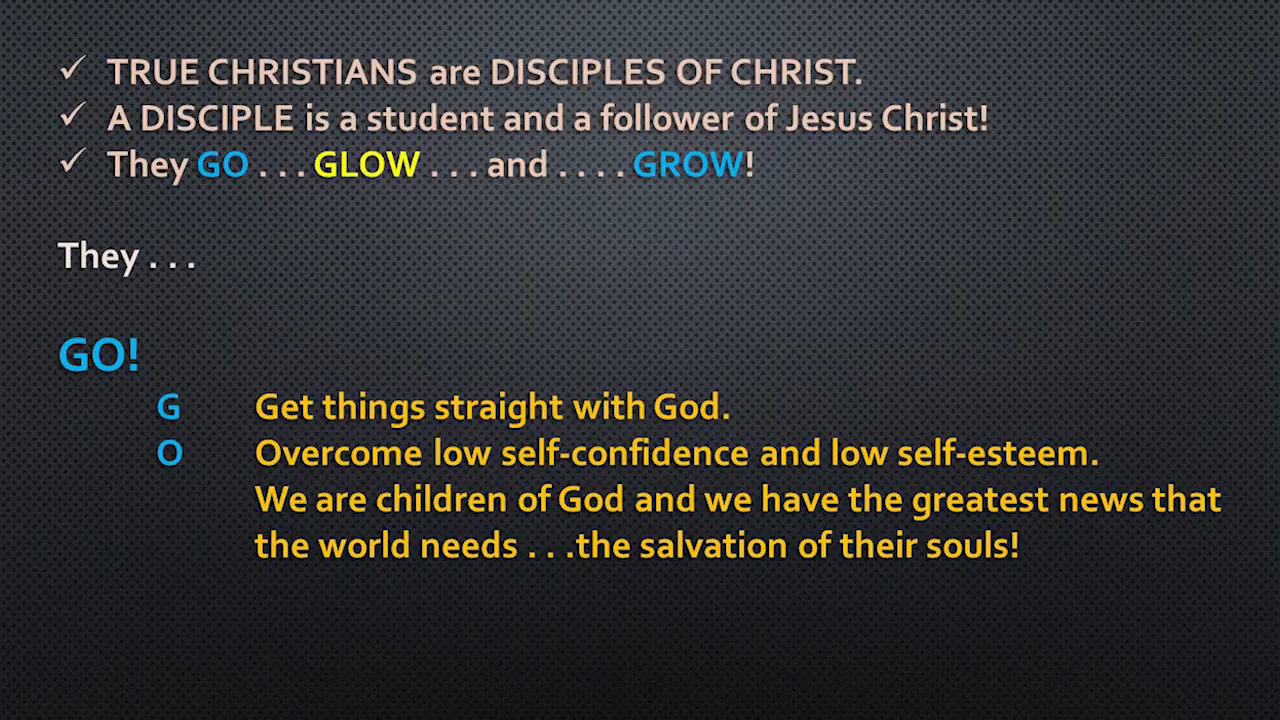 ✓ TRUE CHRISTIANS are DISCIPLES OF CHRIST.
✓ A DISCIPLE is a student and a follower of Jesus Christ!
✓ They GO . . . GLOW . . . and . . . . GROW!
They . . .
GO!
G Get things straight with God.
O Overcome low self-confidence and low self-esteem.
We are children of God and we have the greatest news that
the world needs . . .the salvation of their souls!